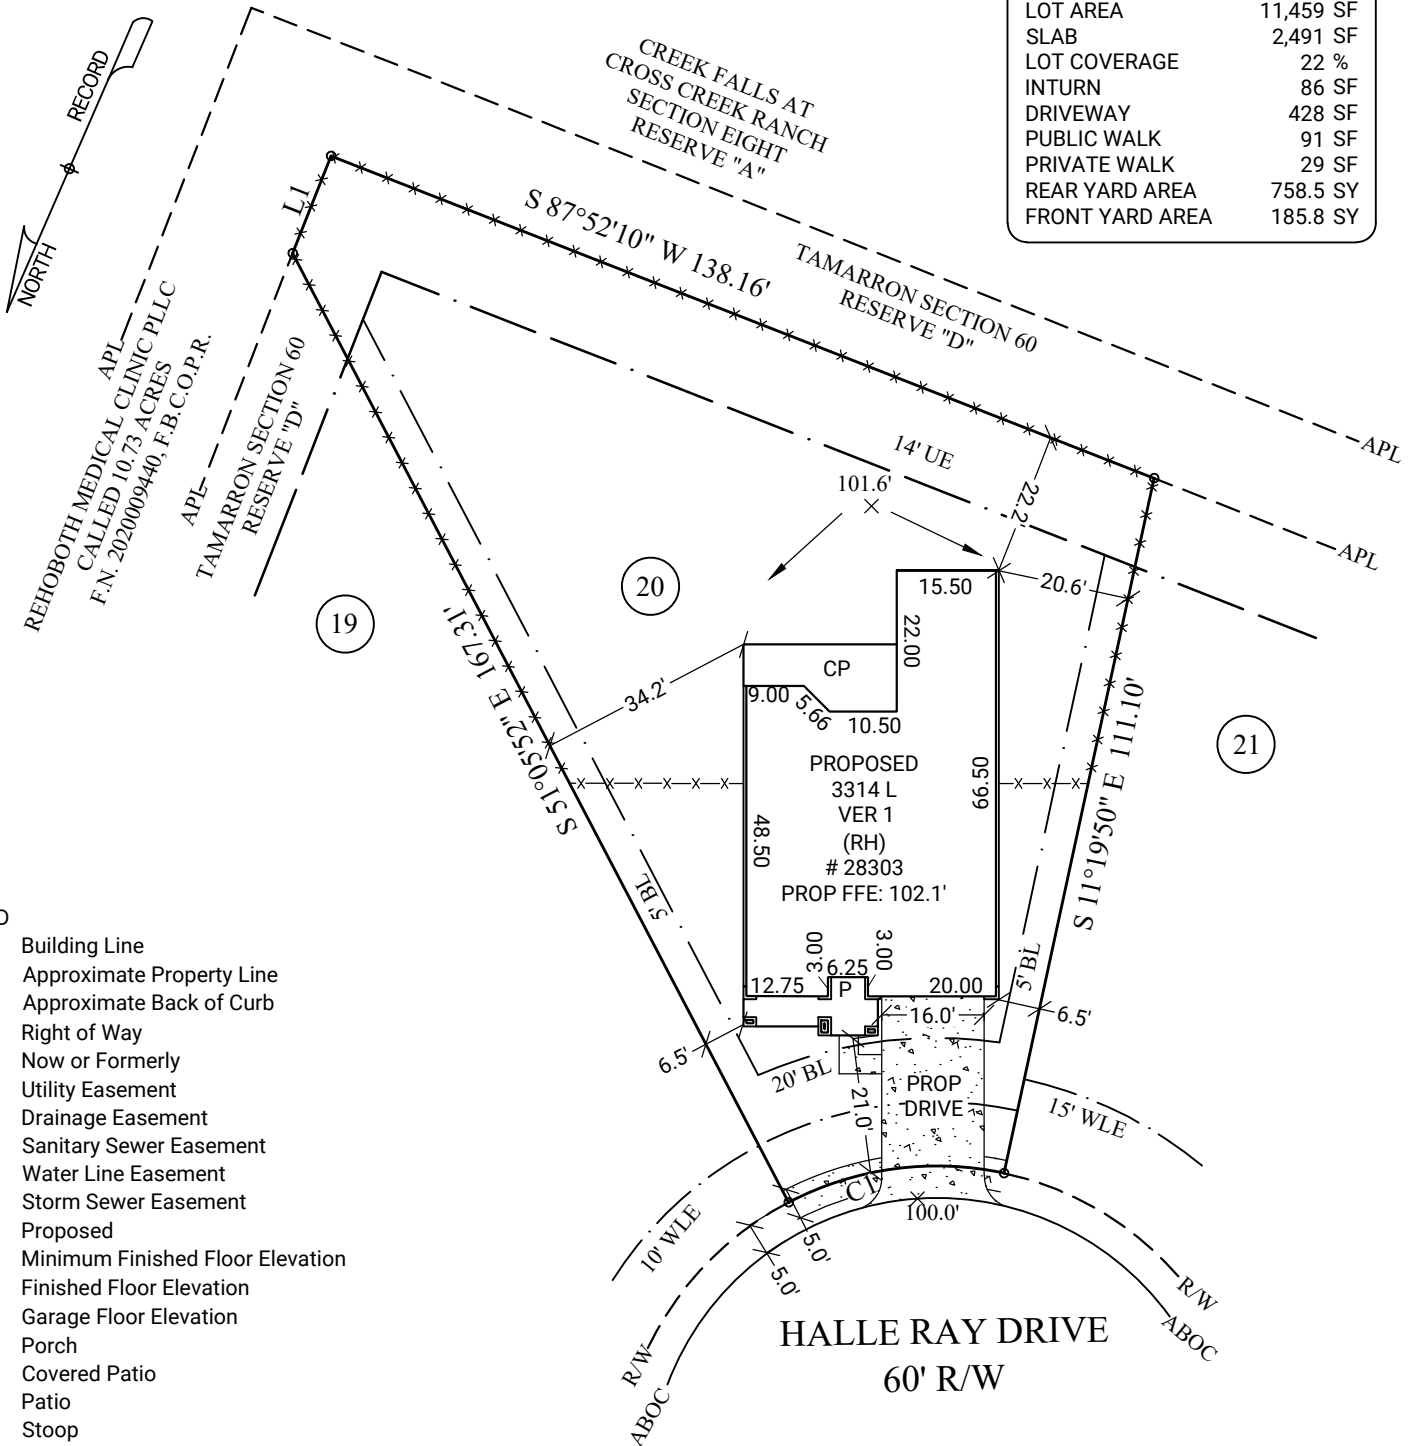 LOT AREA 11,459 SF
SLAB 2,491 SF
LOT COVERAGE 22 %
INTURN 86 SF
DRIVEWAY 428 SF
PUBLIC WALK 91 SF
PRIVATE WALK 29 SF
REAR YARD AREA 758.5 SY
FRONT YARD AREA 185.8 SY
RECORD
NORTH
CREEK FALLS AT
CROSS CREEK RANCH
SECTION EIGHT
RESERVE "A"
L1
S 87°52'10" W 138.16'
TAMARRON SECTION 60
RESERVE "D"
APL
APL
APL
REHOBOTH MEDICAL CLINIC PLLC
CALLED 10.73 ACRES
F.N. 2020009440, F.B.C.O.P.R.
APL
TAMARRON SECTION 60
RESERVE "D"
14' UE
101.6'
22.2'
20.6'
19
20
21
15.50
22.00
CP
34.2'
9.00
5.66
10.50
S 51°05'52" E 167.31'
S 11°19'50" E 111.10'
PROPOSED
3314 L
VER 1
(RH)
# 28303
PROP FFE: 102.1'
66.50
48.50
5' BL
5' BL
3.00
6.25
3.00
12.75
P
20.00
16.0'
6.5'
6.5'
20' BL
21.0'
PROP
DRIVE
15' WLE
10' WLE
C1
100.0'
5.0'
5.0'
R/W
ABOC
R/W
ABOC
HALLE RAY DRIVE
60' R/W
D
Building Line
Approximate Property Line
Approximate Back of Curb
Right of Way
Now or Formerly
Utility Easement
Drainage Easement
Sanitary Sewer Easement
Water Line Easement
Storm Sewer Easement
Proposed
Minimum Finished Floor Elevation
Finished Floor Elevation
Garage Floor Elevation
Porch
Covered Patio
Patio
Stoop